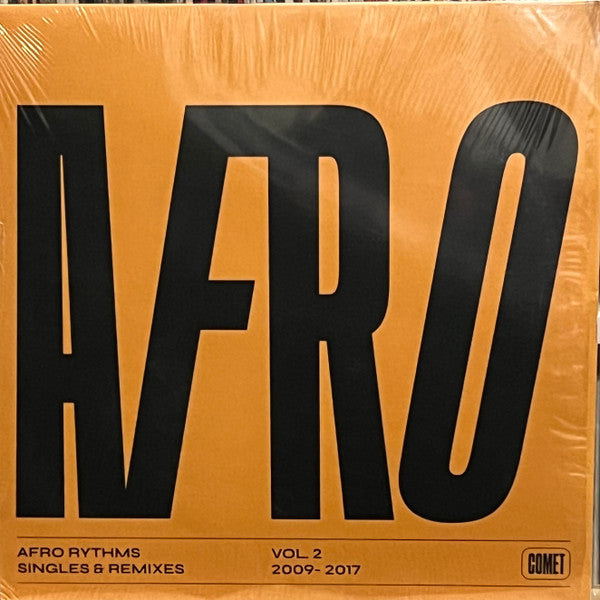 AFRO
AFRO RYTHMS
SINGLES & REMIXES
VOL. 2
2009- 2017
COMET